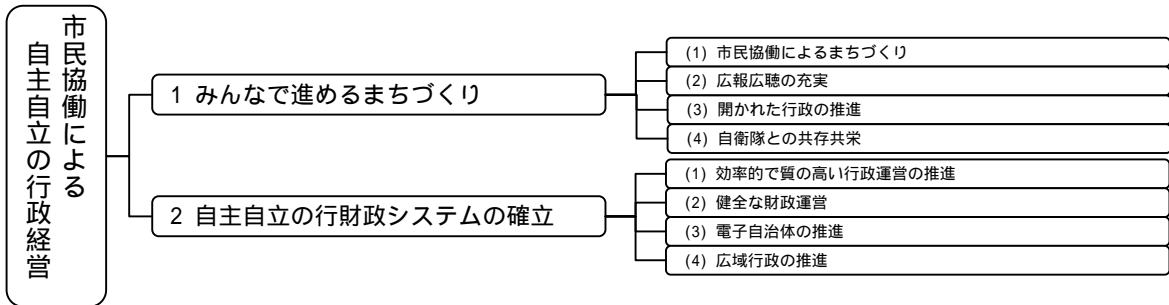 市民協働による
自主自立の行政経営
1 みんなで進めるまちづくり
(1) 市民協働によるまちづくり
(2) 広報広聴の充実
(3) 開かれた行政の推進
(4) 自衛隊との共存共栄
2 自主自立の行財政システムの確立
(1) 効率的で質の高い行政運営の推進
(2) 健全な財政運営
(3) 電子自治体の推進
(4) 広域行政の推進